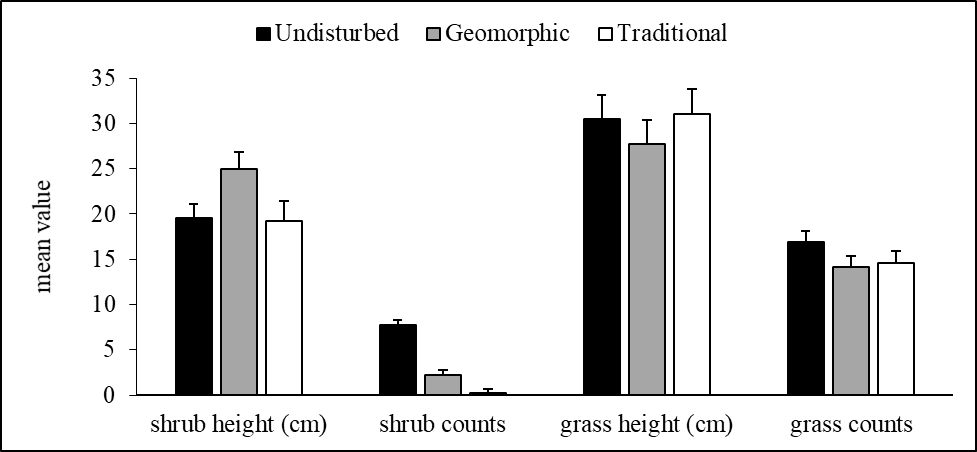 Undisturbed Geomorphic Traditional
35
30
25
20
15
10
5
0
mean value
shrub height (cm) shrub counts grass height (cm) grass counts